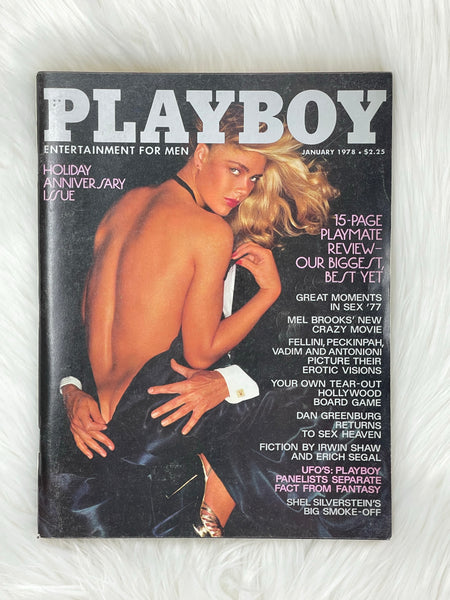 PLAYBOY
ENTERTAINMENT FOR MEN
JANUARY 1978 • $2.25
HOLIDAY
ANNIVERSARY
ISSUE
15-PAGE
PLAYMATE
REVIEW—
OUR BIGGEST,
BEST YET
GREAT MOMENTS
IN SEX '77
MEL BROOKS' NEW
CRAZY MOVIE
FELLINI, PECKINPAH,
VADIM AND ANTONIONI
PICTURE THEIR
EROTIC VISIONS
YOUR OWN TEAR-OUT
HOLLYWOOD
BOARD GAME
DAN GREENBURG
RETURNS
TO SEX HEAVEN
FICTION BY IRWIN SHAW
AND ERICH SEGAL
UFO'S: PLAYBOY
PANELISTS SEPARATE
FACT FROM FANTASY
SHEL SILVERSTEIN'S
BIG SMOKE-OFF